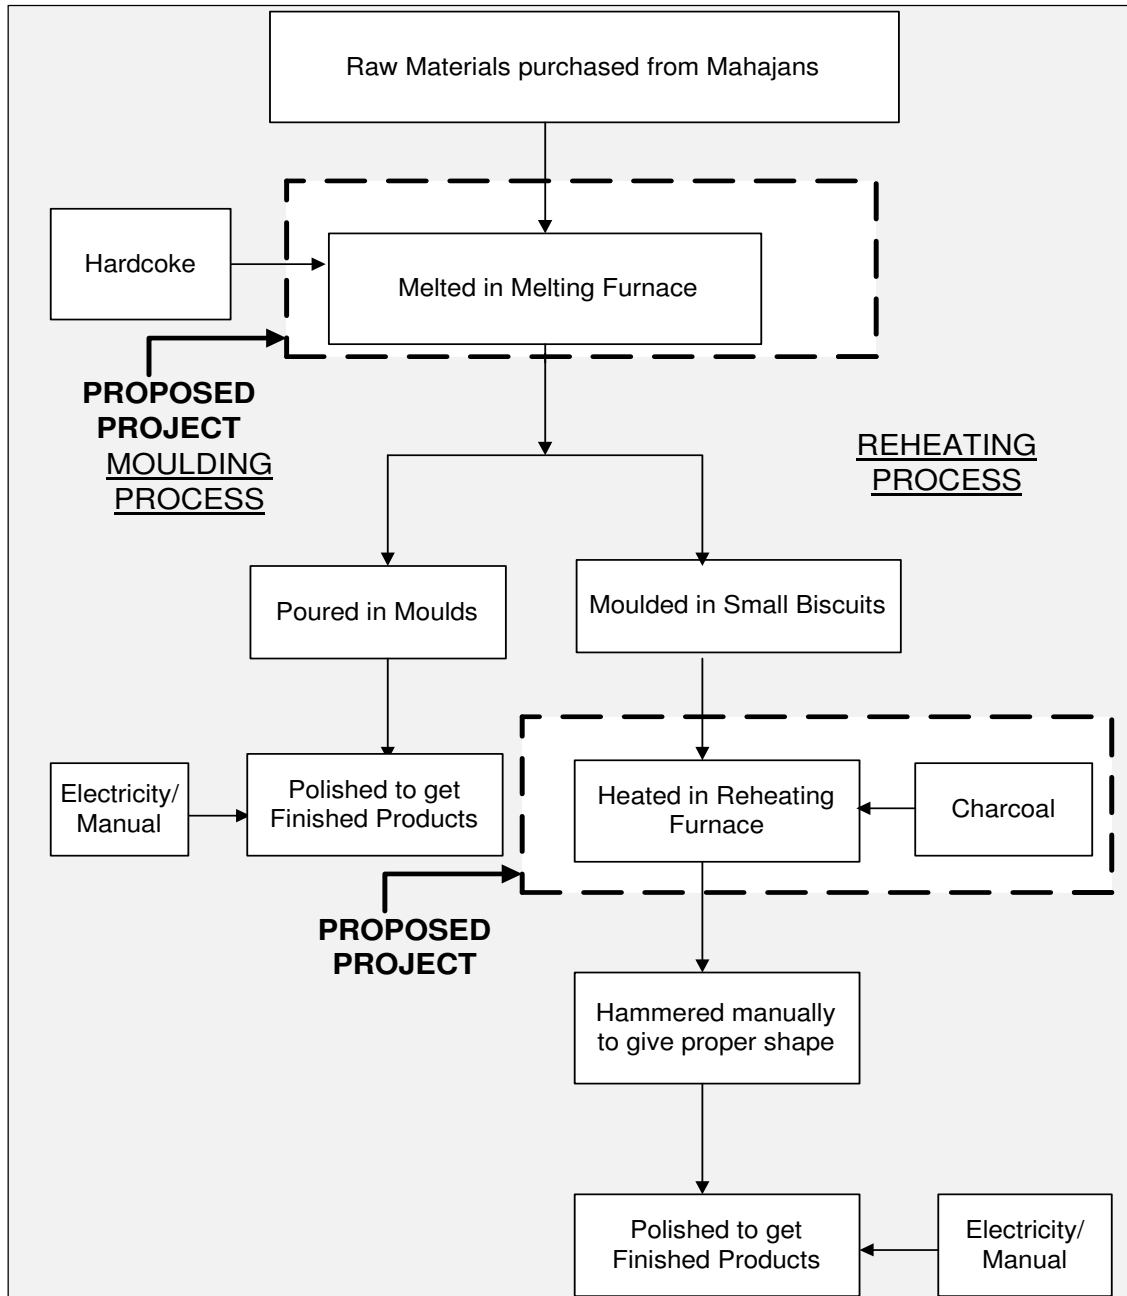 Raw Materials purchased from Mahajans
Hardcoke
Melted in Melting Furnace
PROPOSED
PROJECT
MOULDING
PROCESS
REHEATING
PROCESS
Poured in Moulds
Moulded in Small Biscuits
Electricity/
Manual
Polished to get
Finished Products
Heated in Reheating
Furnace
Charcoal
PROPOSED
PROJECT
Hammered manually
to give proper shape
Polished to get
Finished Products
Electricity/
Manual